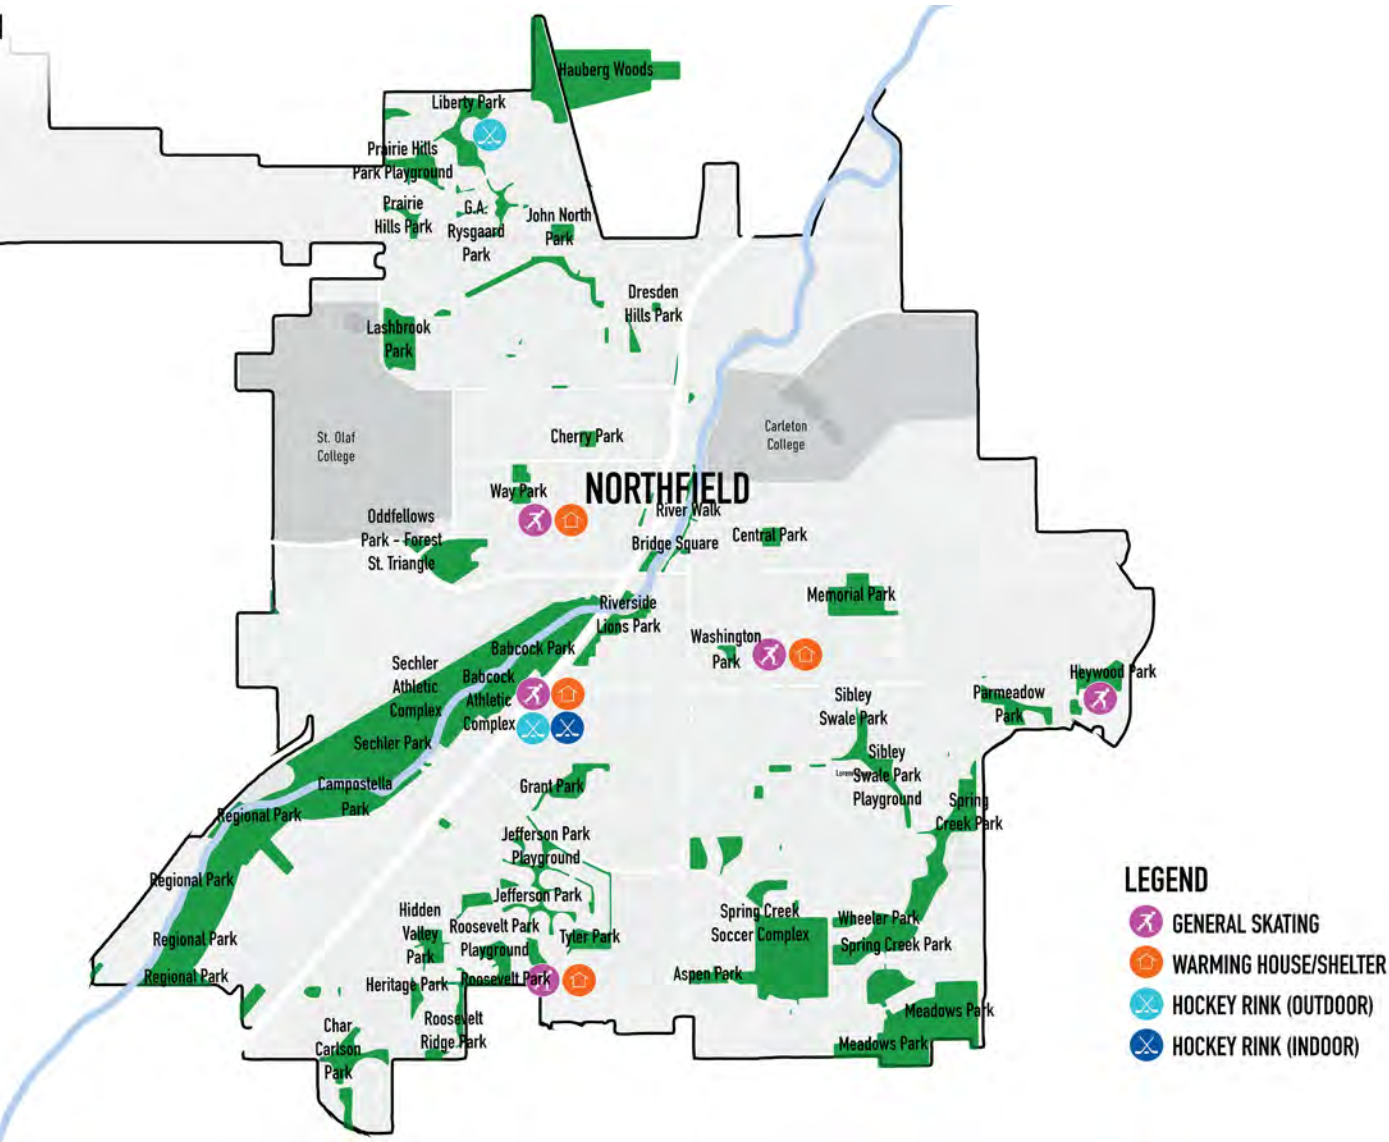 Hauberg Woods
Liberty Park
Prairie Hills
Park Playground
Prairie
Hills Park
G.A.
Rysgaard
Park
John North
Park
Dresden
Hills Park
Lashbrook
Park
St. Olaf
College
Carleton
College
Cherry Park
NORTHFIELD
Way Park
River Walk
Oddfellows
Park - Forest
St. Triangle
Bridge Square
Central Park
Memorial Park
Riverside
Lions Park
Washington
Park
Babcock Park
Sechler
Athletic
Complex
Babcock
Athletic
Complex
Heywood Park
Parmeadow
Park
Sibley
Swale Park
Sechler Park
Sibley
Swale Park
Playground
Campostella
Park
Grant Park
Spring
Creek Park
Regional Park
Jefferson Park
Playground
Regional Park
Jefferson Park
Hidden
Valley
Park
Roosevelt Park
Playground
Tyler Park
Spring Creek
Soccer Complex
Wheeler Park
Spring Creek Park
Regional Park
Regional Park
Heritage Park
Roosevelt Park
Aspen Park
Meadows Park
Roosevelt
Ridge Park
Char
Carlson
Park
Meadows Park
LEGEND
GENERAL SKATING
WARMING HOUSE/SHELTER
HOCKEY RINK (OUTDOOR)
HOCKEY RINK (INDOOR)